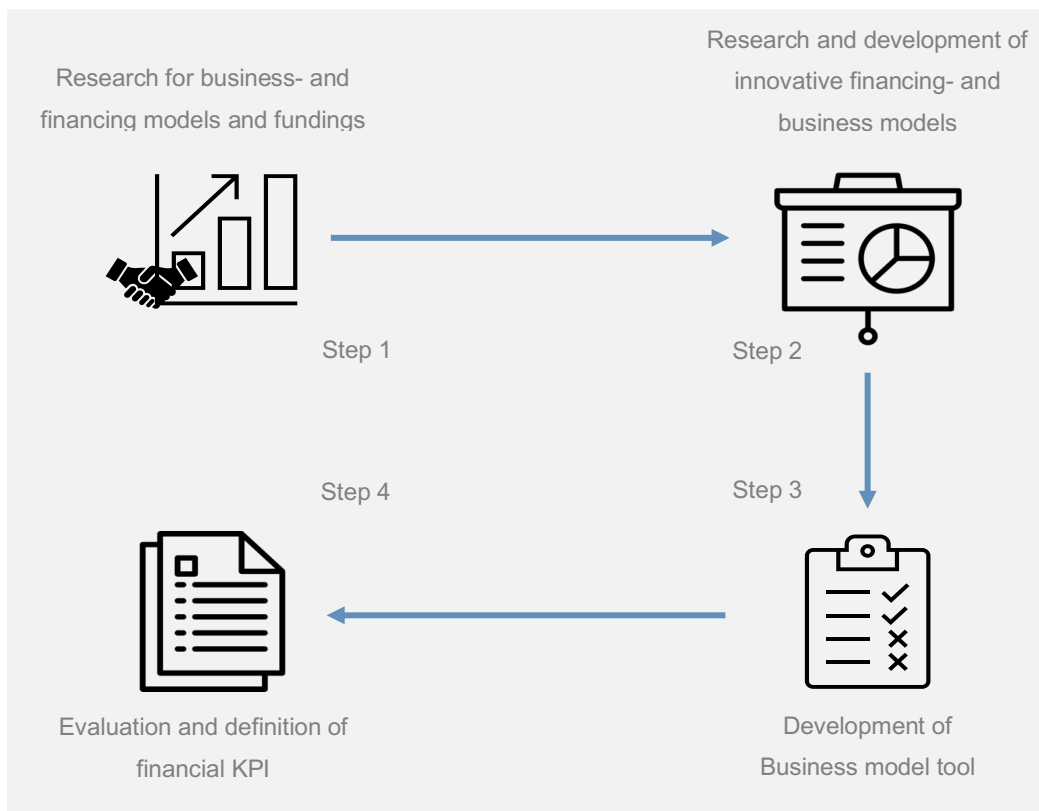 Research for business- and
financing models and fundings
Research and development of
innovative financing- and
business models
Step 1
Step 2
Step 4
Step 3
Evaluation and definition of
financial KPI
Development of
Business model tool